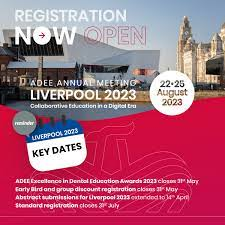 REGISTRATION
NOW OPEN
ADEE ANNUAL MEETING
LIVERPOOL 2023
Collaborative Education in a Digital Era
22-25
August
2023
reminder
LIVERPOOL 2023
KEY DATES
ADEE Excellence in Dental Education Awards 2023 closes 31st May
Early Bird and group discount registration closes 31st May
Abstract submissions for Liverpool 2023 extended to 14th April
Standard registration closes 31st July